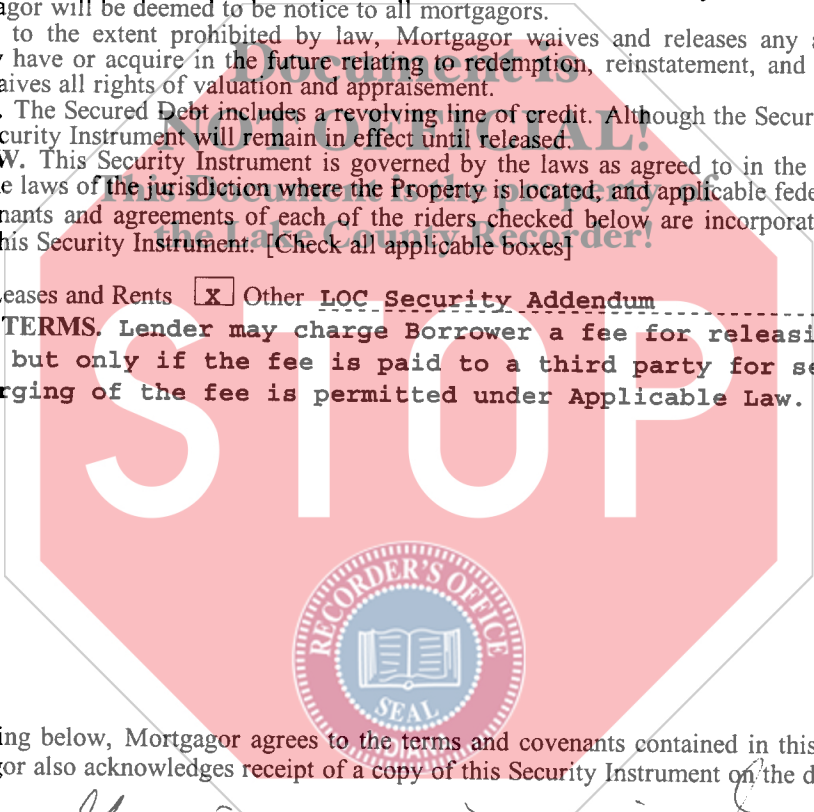 agor will be deemed to be notice to all mortgagors.
to the extent prohibited by law, Mortgagor waives and releases any
have or acquire in the future relating to redemption, reinstatement, and
aives all rights of valuation and appraisement.
. The Secured Debt includes a revolving line of credit. Although the Secur
curity Instrument will remain in effect until released.
W. This Security Instrument is governed by the laws as agreed to in the
e laws of the jurisdiction where the Property is located, and applicable fede
nants and agreements of each of the riders checked below are incorporat
his Security Instrument. [Check all applicable boxes]
eases and Rents [X] Other LOC Security Addendum
TERMS. Lender may charge Borrower a fee for releasi
but only if the fee is paid to a third party for se
rging of the fee is permitted under Applicable Law.
ing below, Mortgagor agrees to the terms and covenants contained in this
gor also acknowledges receipt of a copy of this Security Instrument on the d
Document is
NOT OFFICIAL!
This Document is the property of
the Lake County Recorder!
STOP
RECORDER'S OFFICE
SEAL